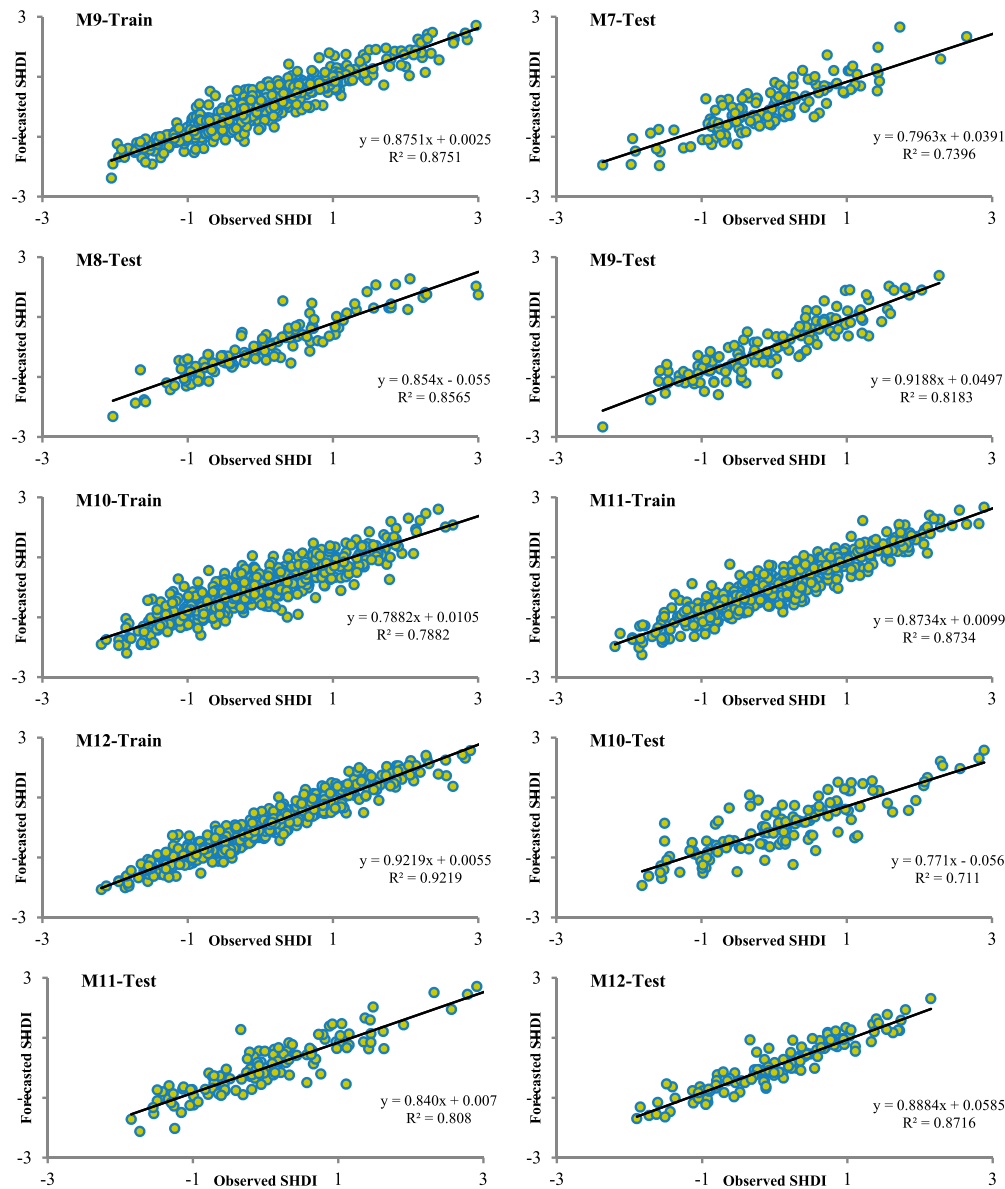 M9-Train
3
Forecasted SHDI
-1
-3
y = 0.8751x + 0.0025
R² = 0.8751
-3
-1
Observed SHDI
1
3
M7-Test
3
Forecasted SHDI
-1
-3
y = 0.7963x + 0.0391
R² = 0.7396
-3
-1
Observed SHDI
1
3
M8-Test
3
Forecasted SHDI
-1
-3
y = 0.854x - 0.055
R² = 0.8565
-3
-1
Observed SHDI
1
3
M9-Test
3
Forecasted SHDI
-1
-3
y = 0.9188x + 0.0497
R² = 0.8183
-3
-1
Observed SHDI
1
3
M10-Train
3
Forecasted SHDI
-1
-3
y = 0.7882x + 0.0105
R² = 0.7882
-3
-1
Observed SHDI
1
3
M11-Train
3
Forecasted SHDI
-1
-3
y = 0.8734x + 0.0099
R² = 0.8734
-3
-1
Observed SHDI
1
3
M12-Train
3
Forecasted SHDI
-1
-3
y = 0.9219x + 0.0055
R² = 0.9219
-3
-1
Observed SHDI
1
3
M10-Test
3
Forecasted SHDI
-1
-3
y = 0.771x - 0.056
R² = 0.711
-3
-1
Observed SHDI
1
3
M11-Test
3
Forecasted SHDI
-1
-3
y = 0.840x + 0.007
R² = 0.808
-3
-1
Observed SHDI
1
3
M12-Test
3
Forecasted SHDI
-1
-3
y = 0.8884x + 0.0585
R² = 0.8716
-3
-1
Observed SHDI
1
3